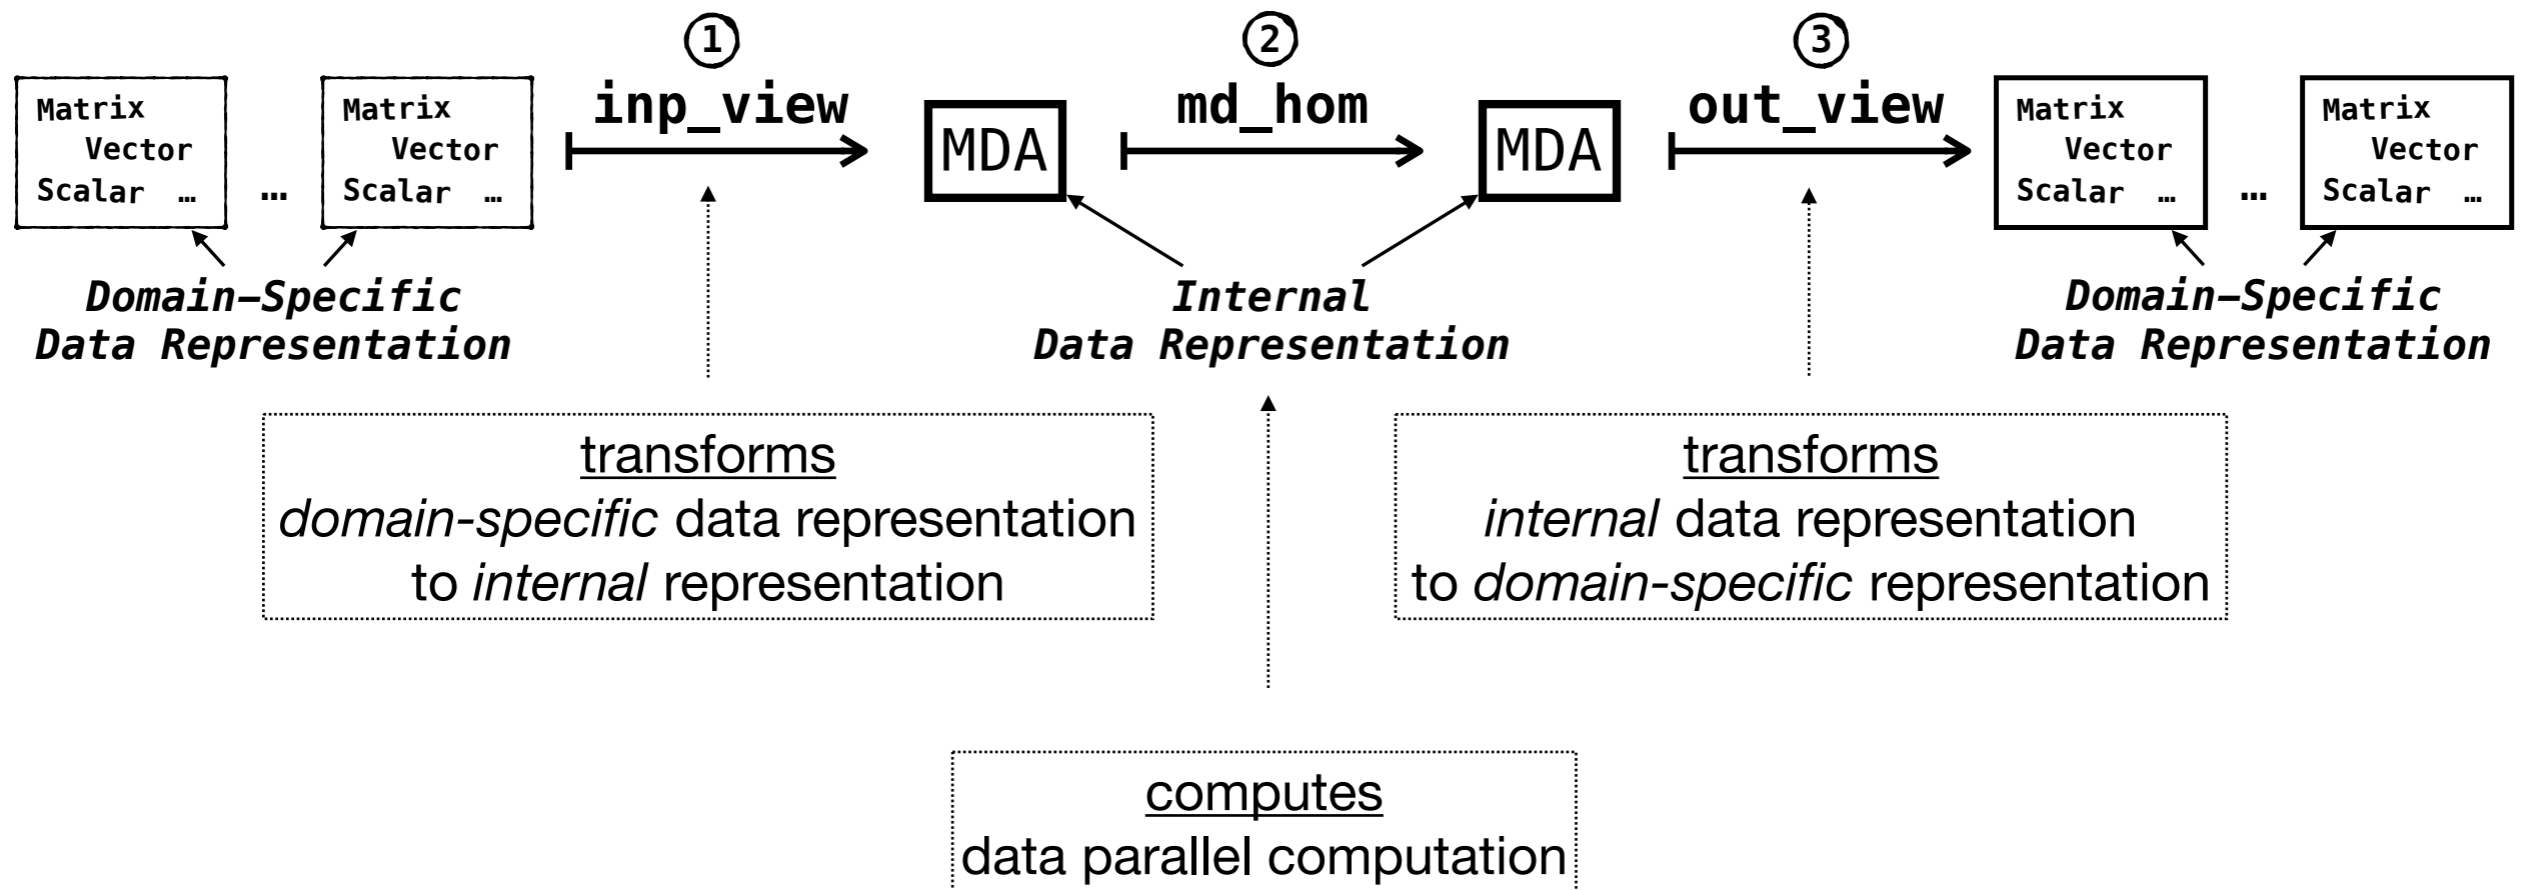 1
inp_view
2
md_hom
3
out_view
Matrix
Vector
Scalar …
…
Matrix
Vector
Scalar …
MDA
MDA
Matrix
Vector
Scalar …
…
Matrix
Vector
Scalar …
Domain–Specific
Data Representation
Internal
Data Representation
Domain–Specific
Data Representation
transforms
domain-specific data representation
to internal representation
transforms
internal data representation
to domain-specific representation
computes
data parallel computation